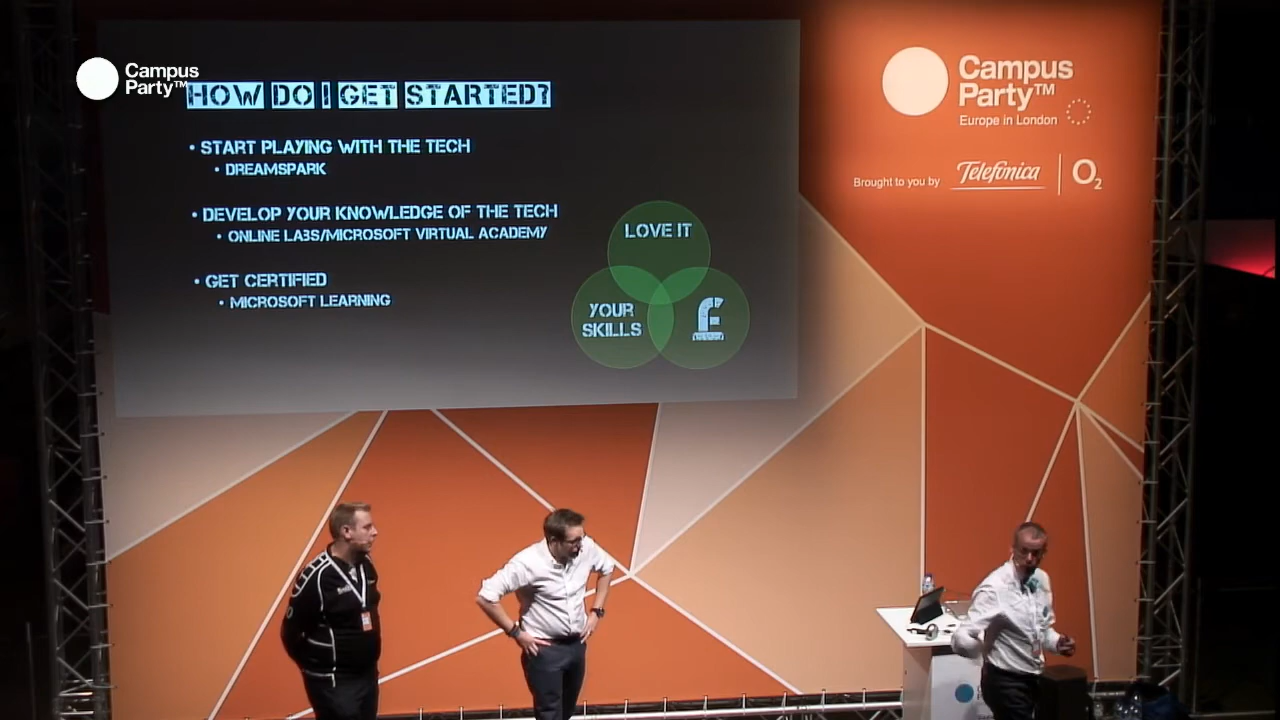 Campus
Party™
HOW DO I GET STARTED?
• START PLAYING WITH THE TECH
• DREAMSPARK
• DEVELOP YOUR KNOWLEDGE OF THE TECH
• ONLINE LABS/MICROSOFT VIRTUAL ACADEMY
• GET CERTIFIED
• MICROSOFT LEARNING
LOVE IT
YOUR
SKILLS
£
Campus
Party™
Europe in London
Brought to you by
Telefónica
O2